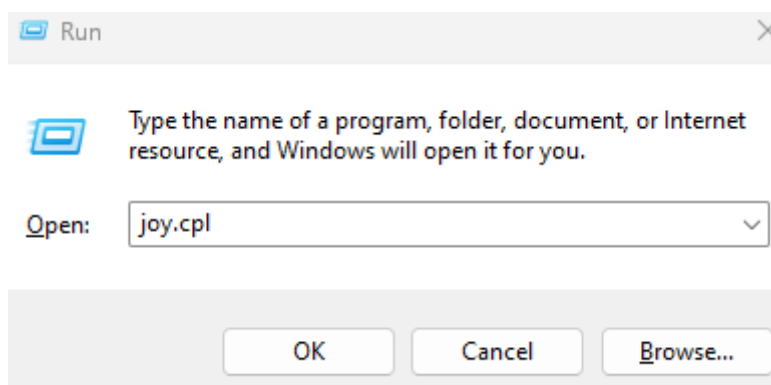 Run
Type the name of a program, folder, document, or Internet
resource, and Windows will open it for you.
Open: joy.cpl
OK Cancel Browse...